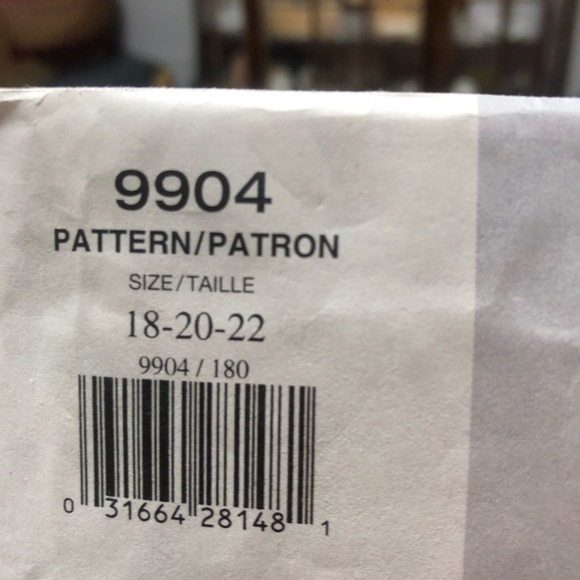 9904
PATTERN/PATRON
SIZE/TAILLE
18-20-22
9904 / 180
0 31664 28148 1